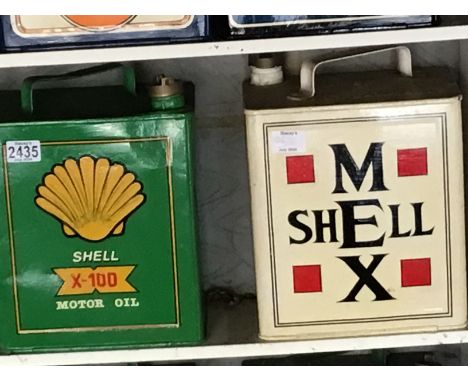 2435
SHELL
X-100
MOTOR OIL
M
SHELL
X